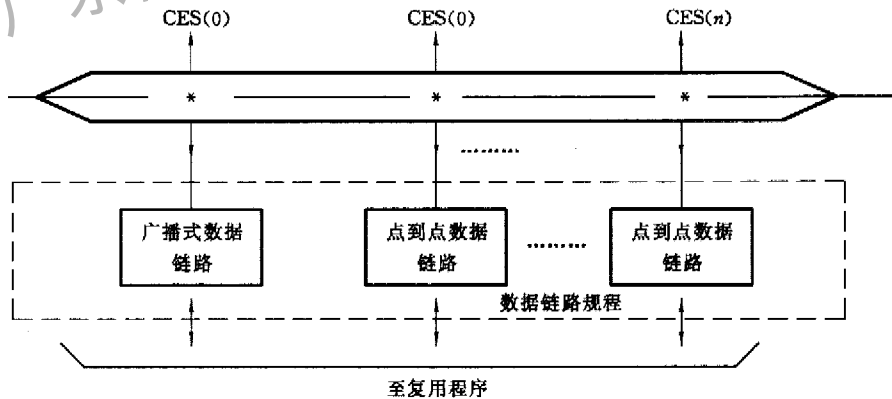 CES(0) CES(0) CES(n)
* * *
………
广播式数据
链路
点到点数据
链路
………
点到点数据
链路
数据链路规程
至复用程序